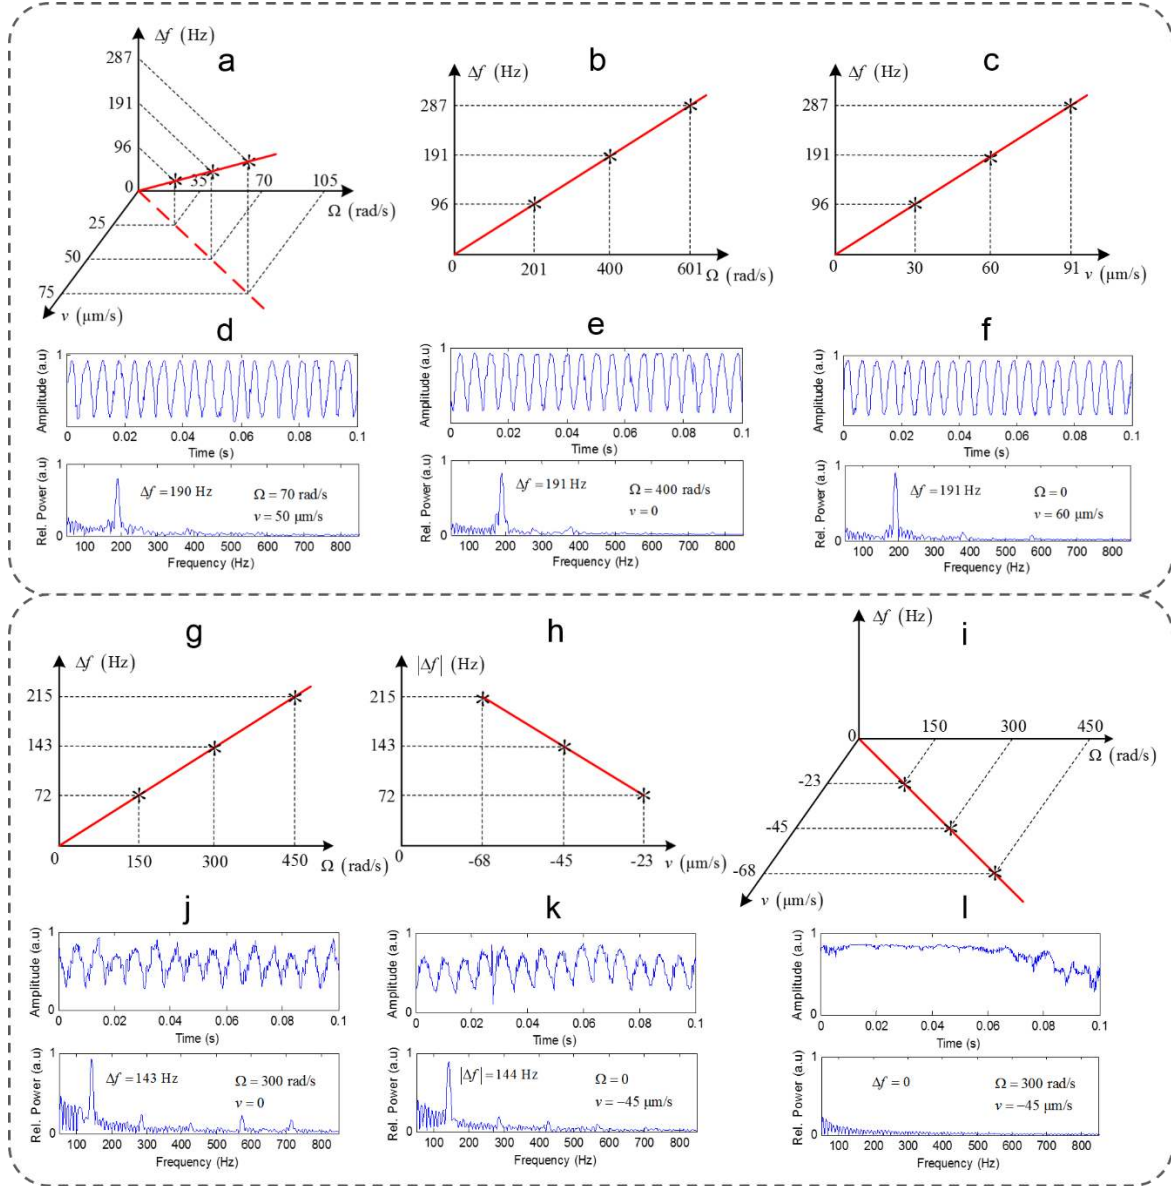 a
Δf (Hz)
287
191
96
0
35
70
105
Ω (rad/s)
25
50
75
v (μm/s)
b
Δf (Hz)
287
191
96
0
201
400
601
Ω (rad/s)
c
Δf (Hz)
287
191
96
0
30
60
91
v (μm/s)
d
Amplitude (a.u)
1
0
0 0.02 0.04 0.06 0.08 0.1
Time (s)
Rel. Power (a.u)
1
0
Δf = 190 Hz
Ω = 70 rad/s
v = 50 μm/s
100 200 300 400 500 600 700 800
Frequency (Hz)
e
Amplitude (a.u)
1
0
0 0.02 0.04 0.06 0.08 0.1
Time (s)
Rel. Power (a.u)
1
0
Δf = 191 Hz
Ω = 400 rad/s
v = 0
100 200 300 400 500 600 700 800
Frequency (Hz)
f
Amplitude (a.u)
1
0
0 0.02 0.04 0.06 0.08 0.1
Time (s)
Rel. Power (a.u)
1
0
Δf = 191 Hz
Ω = 0
v = 60 μm/s
100 200 300 400 500 600 700 800
Frequency (Hz)
g
Δf (Hz)
215
143
72
0
150
300
450
Ω (rad/s)
h
|Δf| (Hz)
215
143
72
0
-68
-45
-23
v (μm/s)
i
Δf (Hz)
0
150
300
450
Ω (rad/s)
-23
-45
-68
v (μm/s)
j
Amplitude (a.u)
1
0
0 0.02 0.04 0.06 0.08 0.1
Time (s)
Rel. Power (a.u)
1
0
Δf = 143 Hz
Ω = 300 rad/s
v = 0
100 200 300 400 500 600 700 800
Frequency (Hz)
k
Amplitude (a.u)
1
0
0 0.02 0.04 0.06 0.08 0.1
Time (s)
Rel. Power (a.u)
1
0
|Δf| = 144 Hz
Ω = 0
v = −45 μm/s
100 200 300 400 500 600 700 800
Frequency (Hz)
l
Amplitude (a.u)
1
0
0 0.02 0.04 0.06 0.08 0.1
Time (s)
Rel. Power (a.u)
1
0
Δf = 0
Ω = 300 rad/s
v = −45 μm/s
100 200 300 400 500 600 700 800
Frequency (Hz)